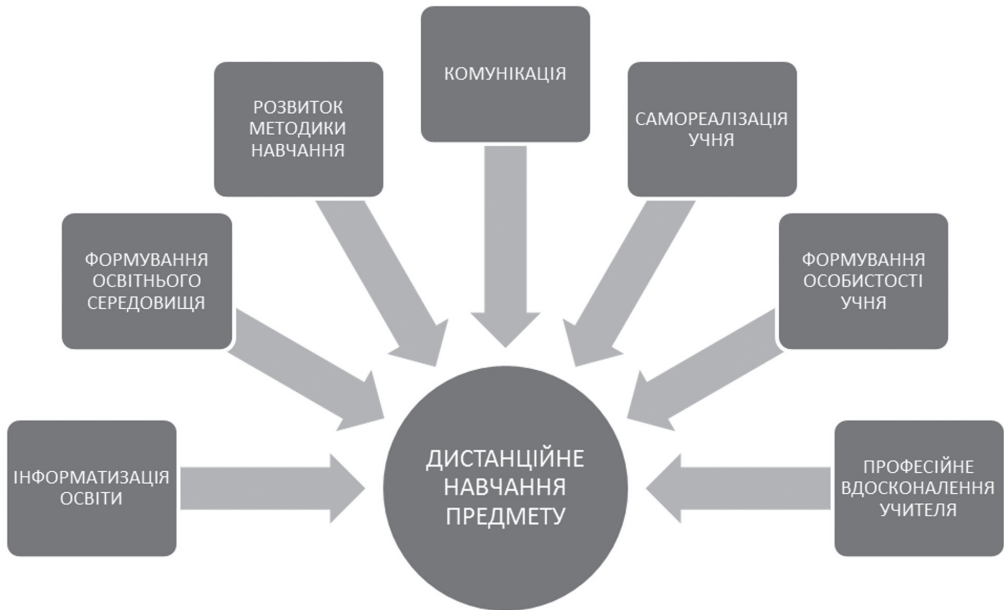 КОМУНІКАЦІЯ
РОЗВИТОК
МЕТОДИКИ
НАВЧАННЯ
САМОРЕАЛІЗАЦІЯ
УЧНЯ
ФОРМУВАННЯ
ОСВІТНЬОГО
СЕРЕДОВИЩЯ
ФОРМУВАННЯ
ОСОБИСТОСТІ
УЧНЯ
ІНФОРМАТИЗАЦІЯ
ОСВІТИ
ДИСТАНЦІЙНЕ
НАВЧАННЯ
ПРЕДМЕТУ
ПРОФЕСІЙНЕ
ВДОСКОНАЛЕННЯ
УЧИТЕЛЯ